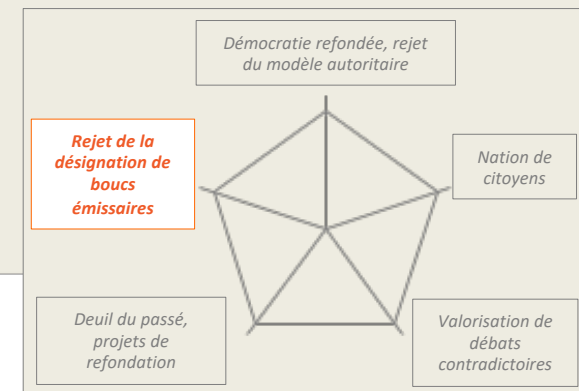 Démocratie refondée, rejet
du modèle autoritaire
Rejet de la
désignation de
boucs
émissaires
Nation de
citoyens
Deuil du passé,
projets de
refondation
Valorisation de
débats
contradictoires